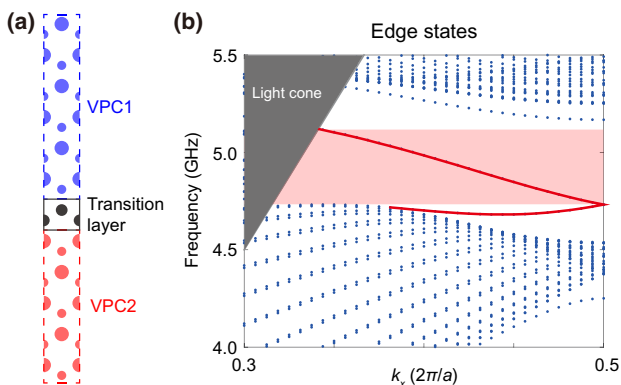 (a)
VPC1
Transition
layer
VPC2
(b)
Edge states
Light cone
Frequency (GHz)
5.5
5.0
4.5
4.0
0.3
0.5
kₓ (2π/a)